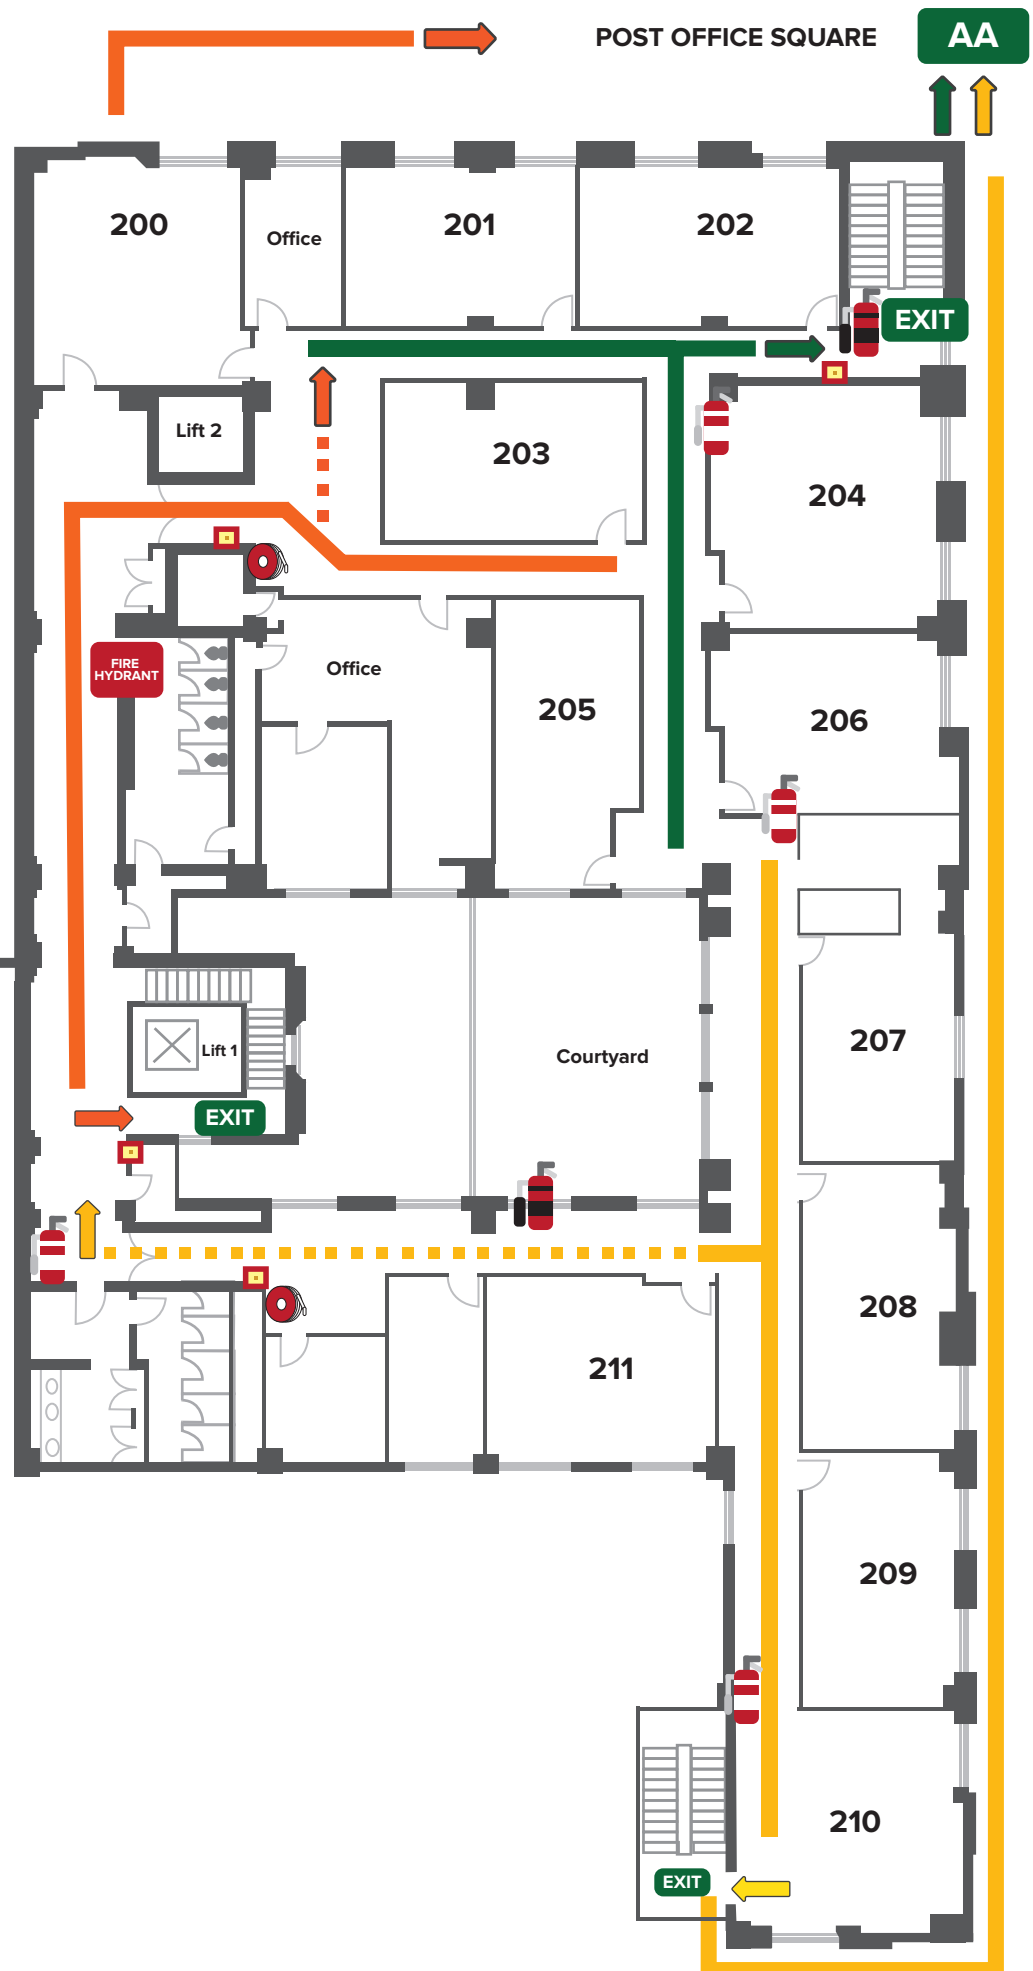 POST OFFICE SQUARE
AA
200
Office
201
202
EXIT
Lift 2
203
204
FIRE
HYDRANT
Office
205
206
Lift 1
207
Courtyard
EXIT
208
211
209
210
EXIT